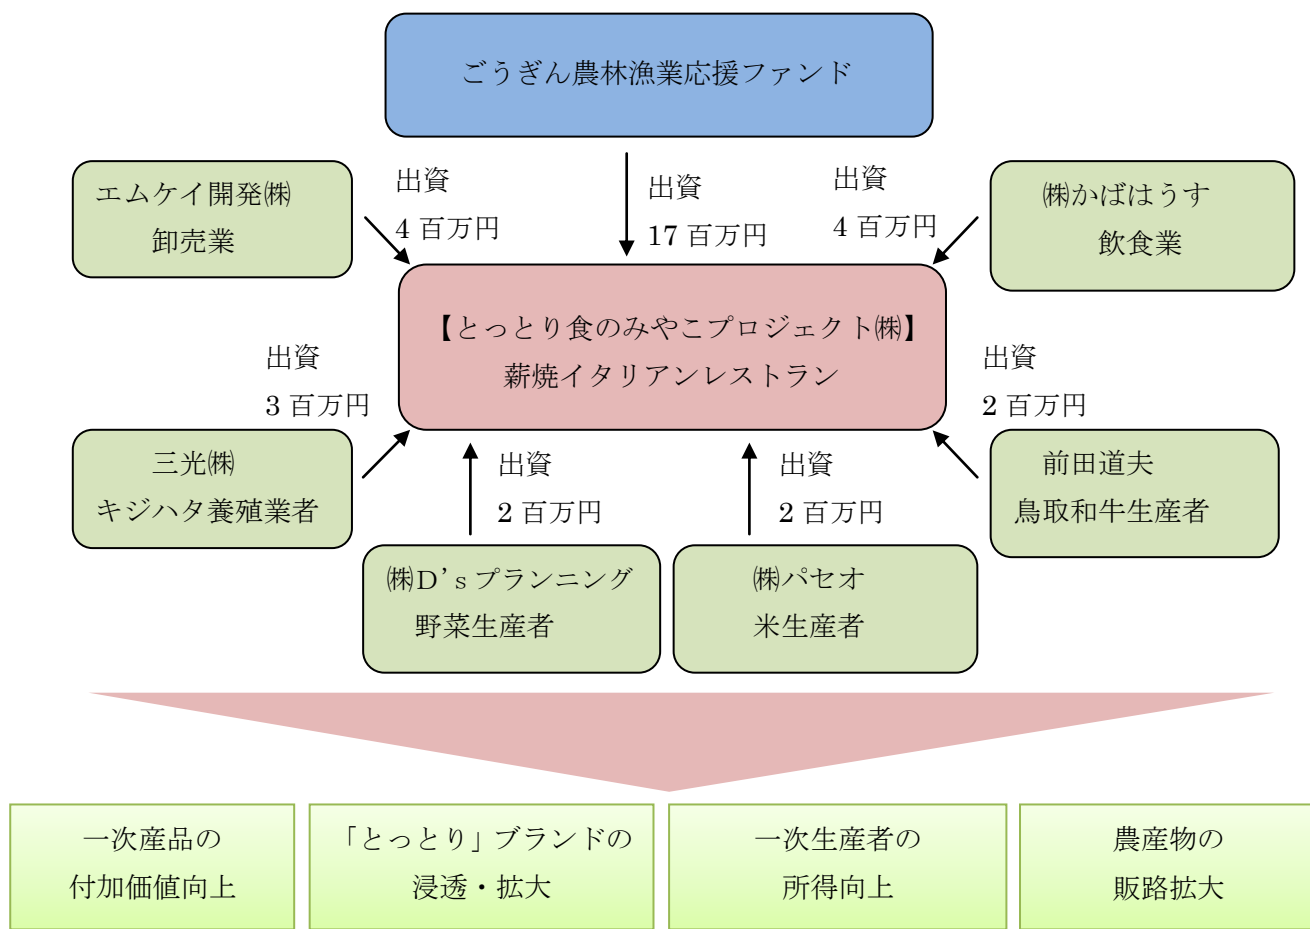 ごうぎん農林漁業応援ファンド
エムケイ開発㈱
卸売業
出資
4 百万円
出資
17 百万円
出資
4 百万円
㈱かばはうす
飲食業
【とっとり食のみやこプロジェクト㈱】
薪焼イタリアンレストラン
出資
3 百万円
出資
2 百万円
三光㈱
キジハタ養殖業者
出資
2 百万円
出資
2 百万円
前田道夫
鳥取和牛生産者
㈱D’s プランニング
野菜生産者
㈱パセオ
米生産者
一次産品の
付加価値向上
「とっとり」ブランドの
浸透・拡大
一次生産者の
所得向上
農産物の
販路拡大